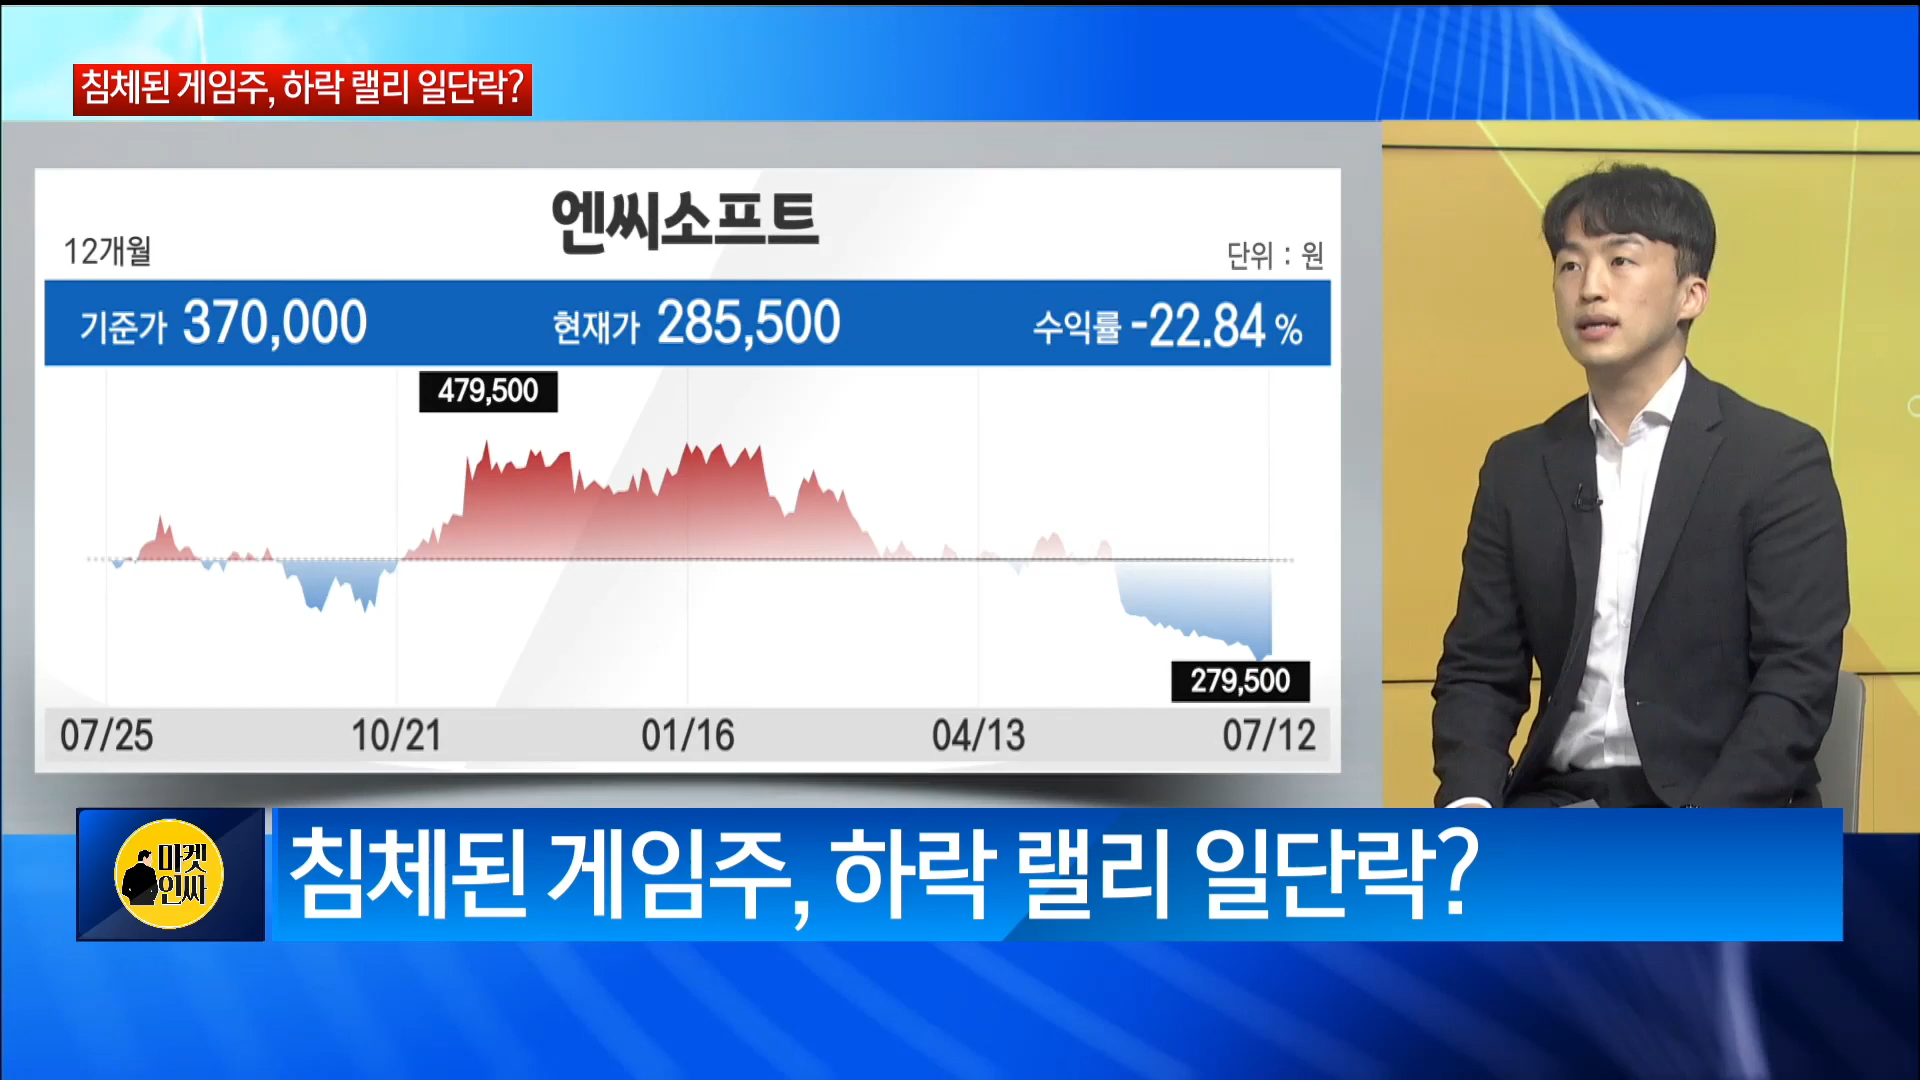 침체된 게임주, 하락 랠리 일단락?
엔씨소프트
12개월
단위 : 원
기준가 370,000 현재가 285,500 수익률 -22.84 %
479,500
279,500
07/25 10/21 01/16 04/13 07/12
마켓
인싸
침체된 게임주, 하락 랠리 일단락?